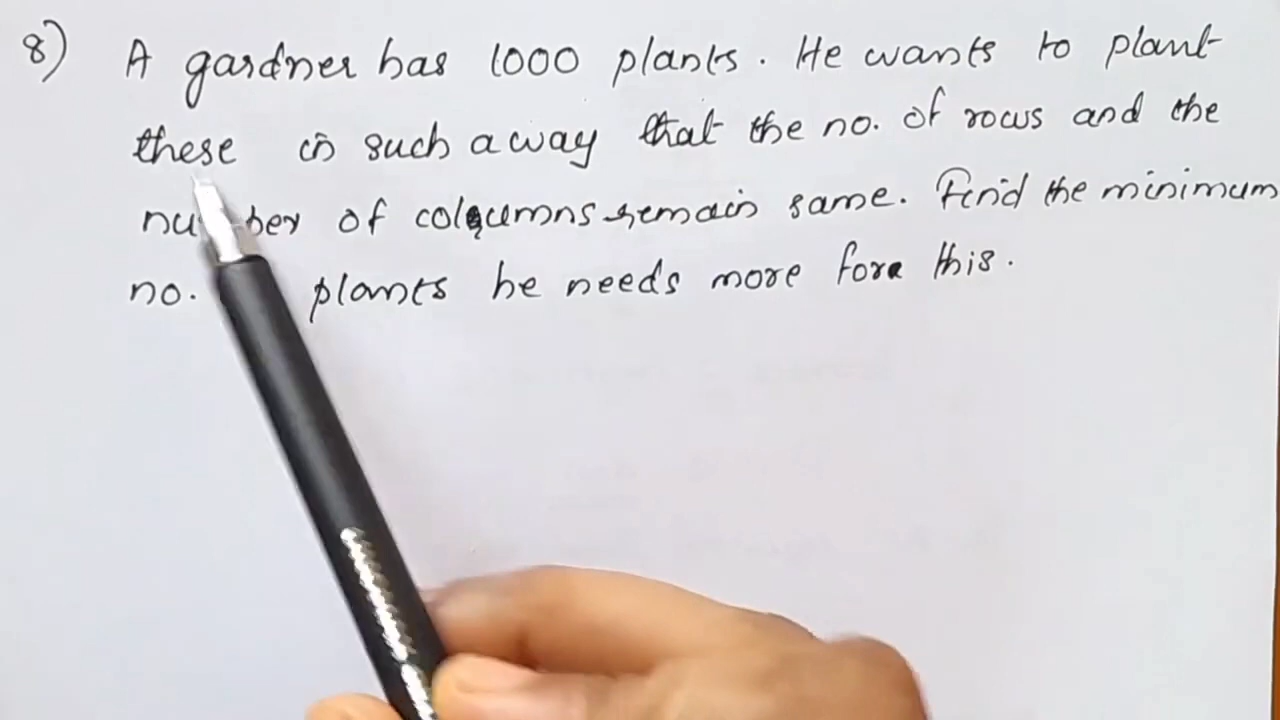 8) A gardner has 1000 plants. He wants to plant
these in such a way that the no. of rows and the
of columns remain same. Find the minimum
no. plants he needs more for this.